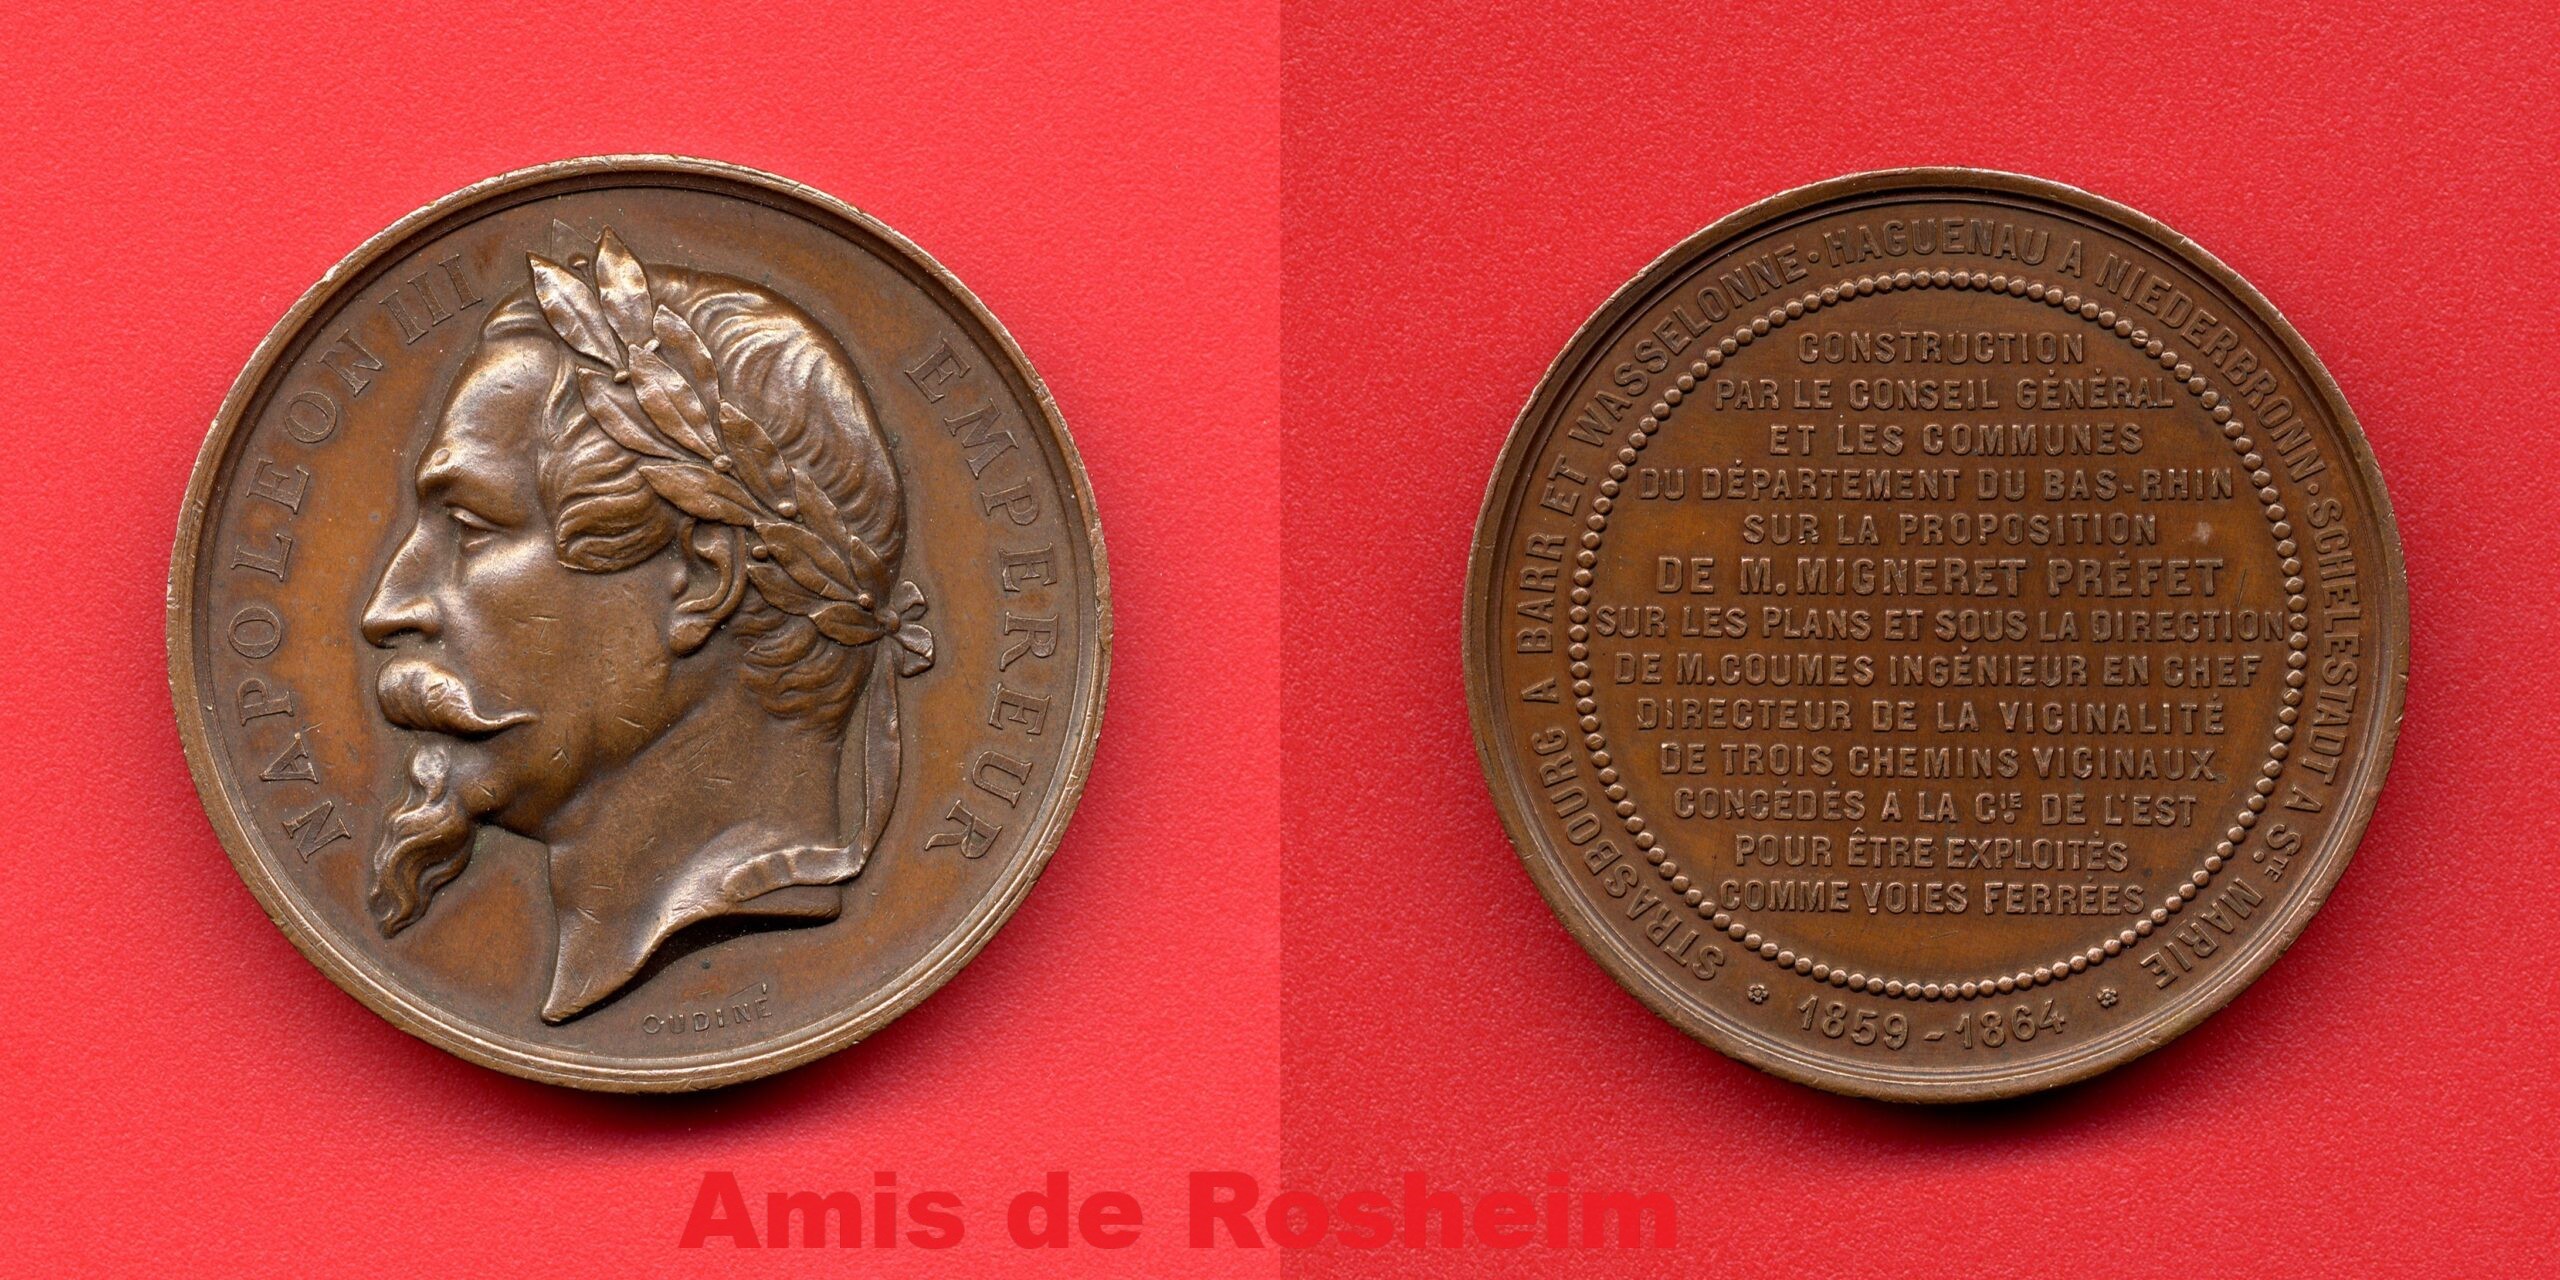 NAPOLEON III EMPEREUR
OUDINÉ
STRASBOURG A BARR ET WASSELONNE · HAGUENAU A NIEDERBRONN · SCHELESTADT A STE MARIE
CONSTRUCTION
PAR LE CONSEIL GÉNÉRAL
ET LES COMMUNES
DU DÉPARTEMENT DU BAS-RHIN
SUR LA PROPOSITION
DE M. MIGNERET PRÉFET
SUR LES PLANS ET SOUS LA DIRECTION
DE M. COUMES INGÉNIEUR EN CHEF
DIRECTEUR DE LA VICINALITÉ
DE TROIS CHEMINS VICINAUX
CONCÉDÉS A LA CIE DE L'EST
POUR ÊTRE EXPLOITÉS
COMME VOIES FERRÉES
1859 - 1864
Amis de Rosheim